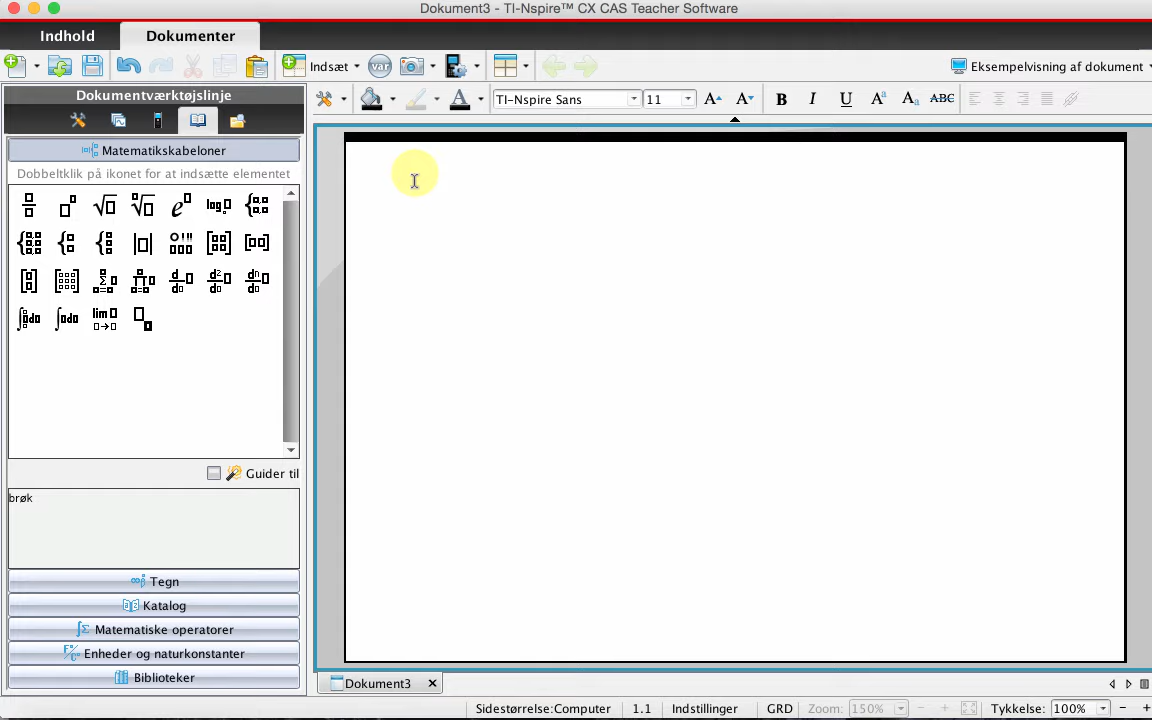 Dokument3 - TI-Nspire™ CX CAS Teacher Software
Indhold
Dokumenter
Indsæt
var
Eksempelvisning af dokument
Dokumentværktøjslinje
TI-Nspire Sans
11
A
A
B
I
U
Aa
Aa
ABC
Matematikskabeloner
Dobbeltklik på ikonet for at indsætte elementet
Guider til
brøk
Tegn
Katalog
Matematiske operatorer
Enheder og naturkonstanter
Biblioteker
Dokument3
Sidestørrelse:Computer
1.1
Indstillinger
GRD
Zoom:
150%
Tykkelse:
100%